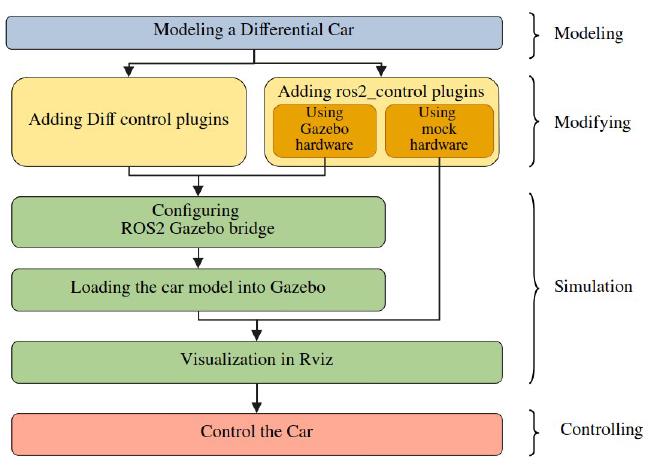 Modeling a Differential Car
Modeling
Adding Diff control plugins
Adding ros2_control plugins
Using
Gazebo
hardware
Using
mock
hardware
Modifying
Configuring
ROS2 Gazebo bridge
Loading the car model into Gazebo
Visualization in Rviz
Simulation
Control the Car
Controlling